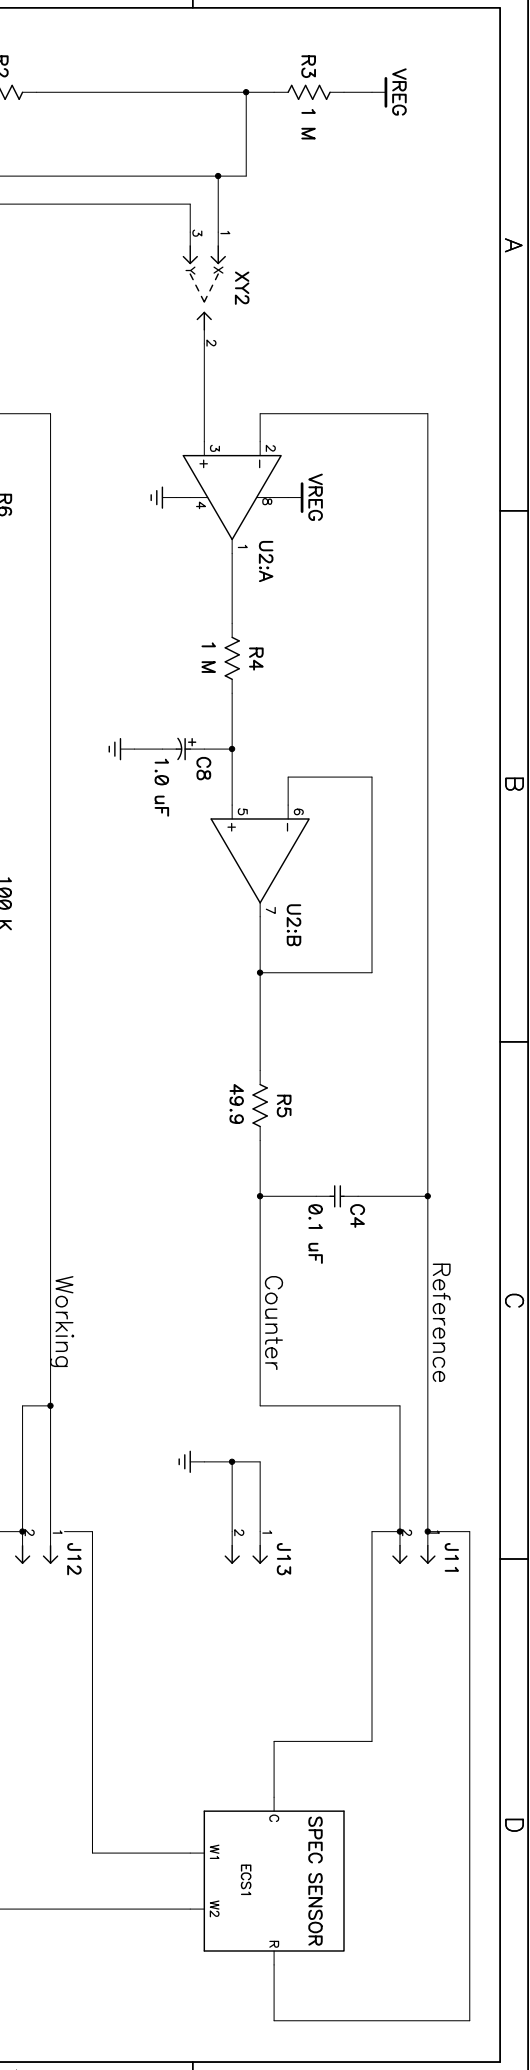 VREG
R3
1 M
R2
A
1
3
X
Y
XY2
2
R6
VREG
2
3
-
+
8
4
1
U2:A
R4
1 M
B
C8
+
1.0 uF
6
5
-
+
7
U2:B
100 K
R5
49.9
C4
0.1 uF
C
Reference
Counter
Working
1
2
J11
1
2
J13
1
2
J12
D
SPEC SENSOR
ECS1
C
W1
W2
R